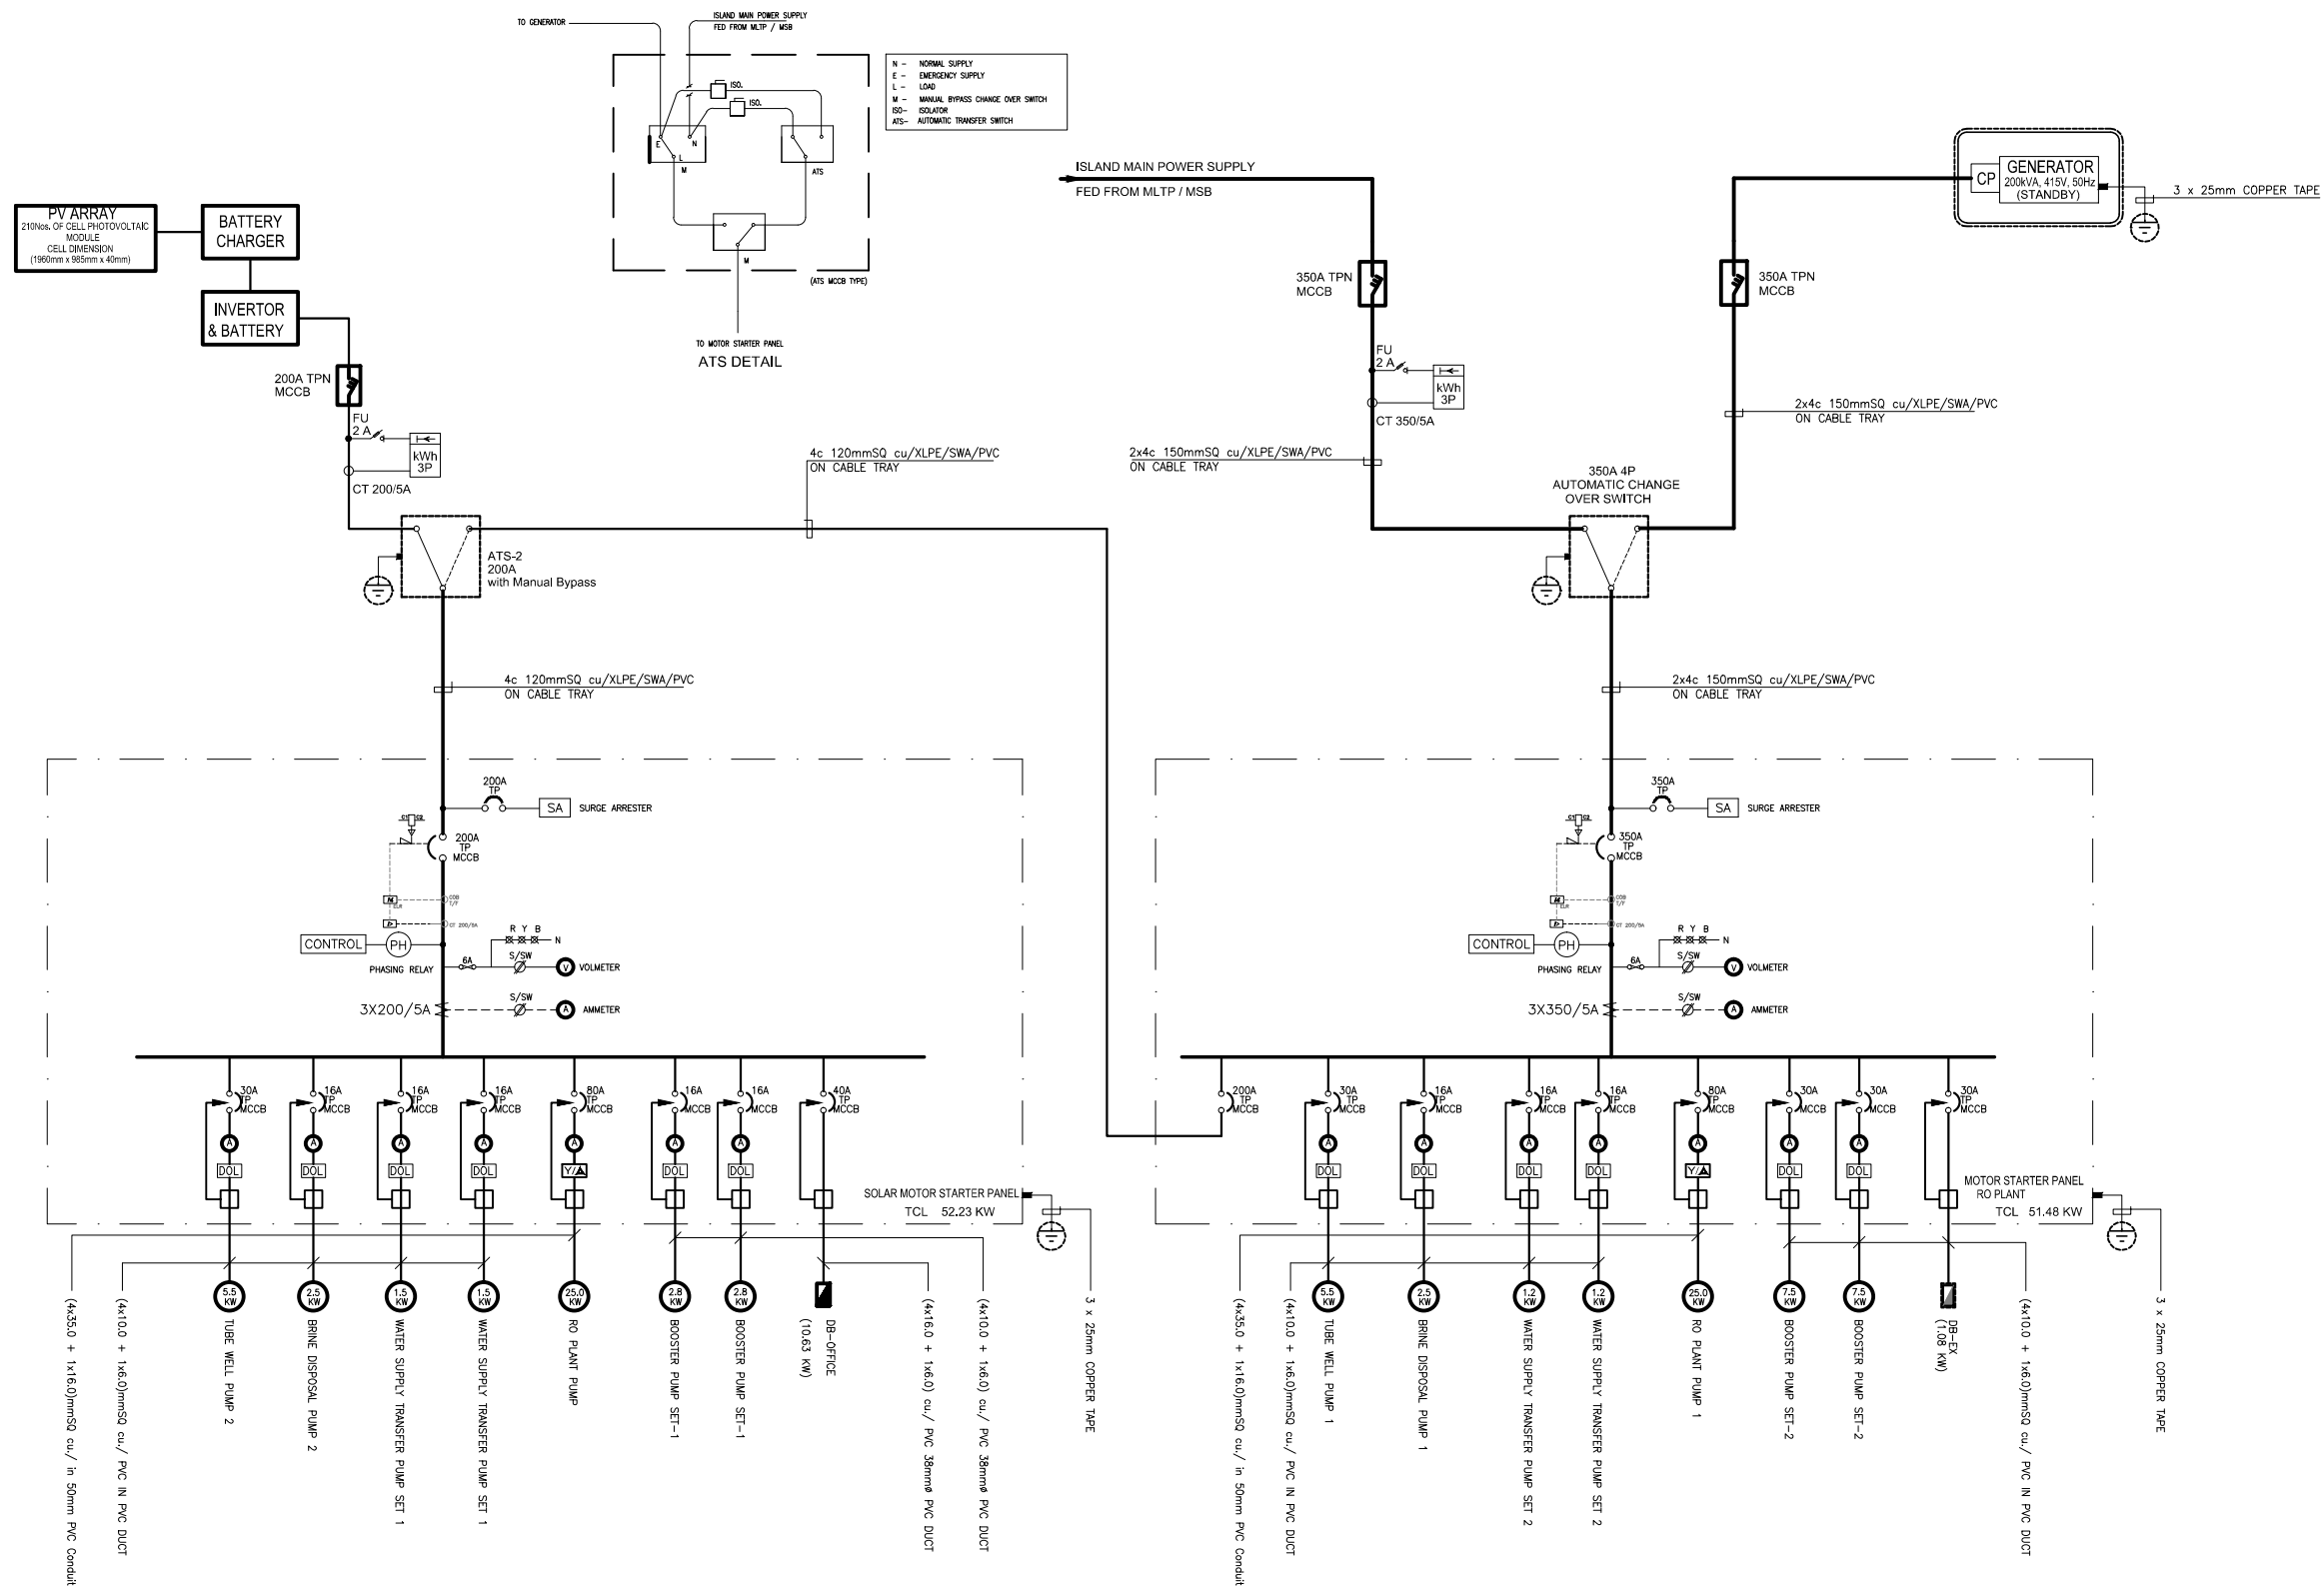 TO GENERATOR
ISLAND MAIN POWER SUPPLY
FED FROM MLTP / MSB
ISO.
ISO.
E
N
L
M
ATS
M
(ATS MCCB TYPE)
TO MOTOR STARTER PANEL
ATS DETAIL
N - NORMAL SUPPLY
E - EMERGENCY SUPPLY
L - LOAD
M - MANUAL BYPASS CHANGE OVER SWITCH
ISO- ISOLATOR
ATS- AUTOMATIC TRANSFER SWITCH
PV ARRAY
210Nos. OF CELL PHOTOVOLTAIC
MODULE
CELL DIMENSION
(1960mm x 985mm x 40mm)
BATTERY
CHARGER
INVERTOR
& BATTERY
200A TPN
MCCB
FU
2 A
kWh
3P
CT 200/5A
ATS-2
200A
with Manual Bypass
4c 120mmSQ cu/XLPE/SWA/PVC
ON CABLE TRAY
4c 120mmSQ cu/XLPE/SWA/PVC
ON CABLE TRAY
ISLAND MAIN POWER SUPPLY
FED FROM MLTP / MSB
350A TPN
MCCB
FU
2 A
kWh
3P
CT 350/5A
2x4c 150mmSQ cu/XLPE/SWA/PVC
ON CABLE TRAY
CP
GENERATOR
200kVA, 415V, 50Hz
(STANDBY)
3 x 25mm COPPER TAPE
350A TPN
MCCB
2x4c 150mmSQ cu/XLPE/SWA/PVC
ON CABLE TRAY
350A 4P
AUTOMATIC CHANGE
OVER SWITCH
2x4c 150mmSQ cu/XLPE/SWA/PVC
ON CABLE TRAY
200A
TP
SA
SURGE ARRESTER
C1 C2
200A
TP
MCCB
ELR
CBB
T/F
CT 200/5A
CONTROL
PH
PHASING RELAY
R Y B
N
6A
S/SW
V
VOLMETER
3X200/5A
S/SW
A
AMMETER
30A
TP
MCCB
16A
TP
MCCB
16A
TP
MCCB
16A
TP
MCCB
80A
TP
MCCB
16A
MCCB
16A
MCCB
40A
TP
MCCB
A
A
A
A
A
A
A
DOL
DOL
DOL
DOL
Y/△
DOL
DOL
SOLAR MOTOR STARTER PANEL
TCL 52.23 KW
5.5
KW
2.5
KW
1.5
KW
1.5
KW
25.0
KW
2.8
KW
2.8
KW
(4x35.0 + 1x16.0)mmSQ cu./ in 50mm PVC Conduit
(4x10.0 + 1x6.0)mmSQ cu./ PVC IN PVC DUCT
TUBE WELL PUMP 2
BRINE DISPOSAL PUMP 2
WATER SUPPLY TRANSFER PUMP SET 1
WATER SUPPLY TRANSFER PUMP SET 1
RO PLANT PUMP
BOOSTER PUMP SET-1
BOOSTER PUMP SET-1
DB-OFFICE
(10.63 KW)
(4x16.0 + 1x6.0) cu./ PVC 38mmø PVC DUCT
(4x10.0 + 1x6.0) cu./ PVC 38mmø PVC DUCT
3 x 25mm COPPER TAPE
350A
TP
SA
SURGE ARRESTER
C1 C2
350A
TP
MCCB
ELR
CBB
T/F
CT 200/5A
CONTROL
PH
PHASING RELAY
R Y B
N
6A
S/SW
V
VOLMETER
3X350/5A
S/SW
A
AMMETER
200A
TP
MCCB
30A
TP
MCCB
16A
TP
MCCB
16A
TP
MCCB
16A
TP
MCCB
80A
TP
MCCB
30A
MCCB
30A
MCCB
30A
TP
MCCB
A
A
A
A
A
A
A
DOL
DOL
DOL
DOL
Y/△
DOL
DOL
MOTOR STARTER PANEL
RO PLANT
TCL 51.48 KW
5.5
KW
2.5
KW
1.2
KW
1.2
KW
25.0
KW
7.5
KW
7.5
KW
(4x35.0 + 1x16.0)mmSQ cu./ in 50mm PVC Conduit
(4x10.0 + 1x6.0)mmSQ cu./ PVC IN PVC DUCT
TUBE WELL PUMP 1
BRINE DISPOSAL PUMP 1
WATER SUPPLY TRANSFER PUMP SET 2
WATER SUPPLY TRANSFER PUMP SET 2
RO PLANT PUMP 1
BOOSTER PUMP SET-2
BOOSTER PUMP SET-2
DB-EX
(1.08 KW)
(4x10.0 + 1x6.0)mmSQ cu./ PVC IN PVC DUCT
3 x 25mm COPPER TAPE